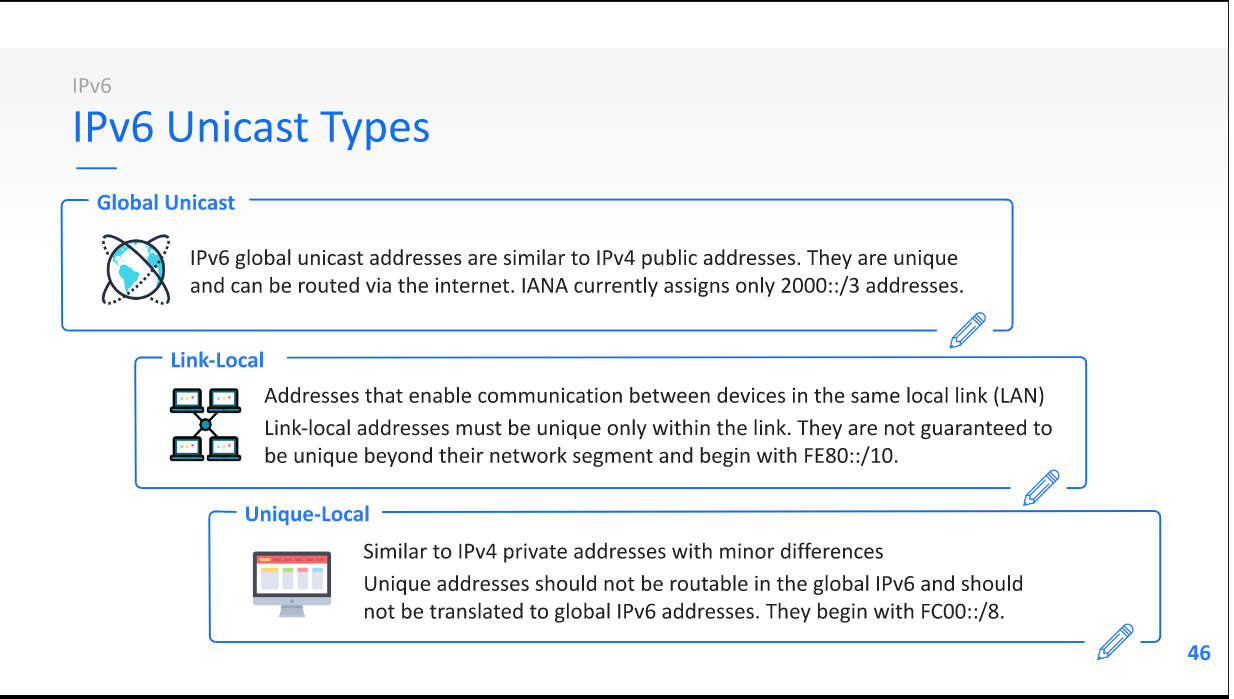 IPv6
IPv6 Unicast Types
Global Unicast
IPv6 global unicast addresses are similar to IPv4 public addresses. They are unique
and can be routed via the internet. IANA currently assigns only 2000::/3 addresses.
Link-Local
Addresses that enable communication between devices in the same local link (LAN)
Link-local addresses must be unique only within the link. They are not guaranteed to
be unique beyond their network segment and begin with FE80::/10.
Unique-Local
Similar to IPv4 private addresses with minor differences
Unique addresses should not be routable in the global IPv6 and should
not be translated to global IPv6 addresses. They begin with FC00::/8.
46